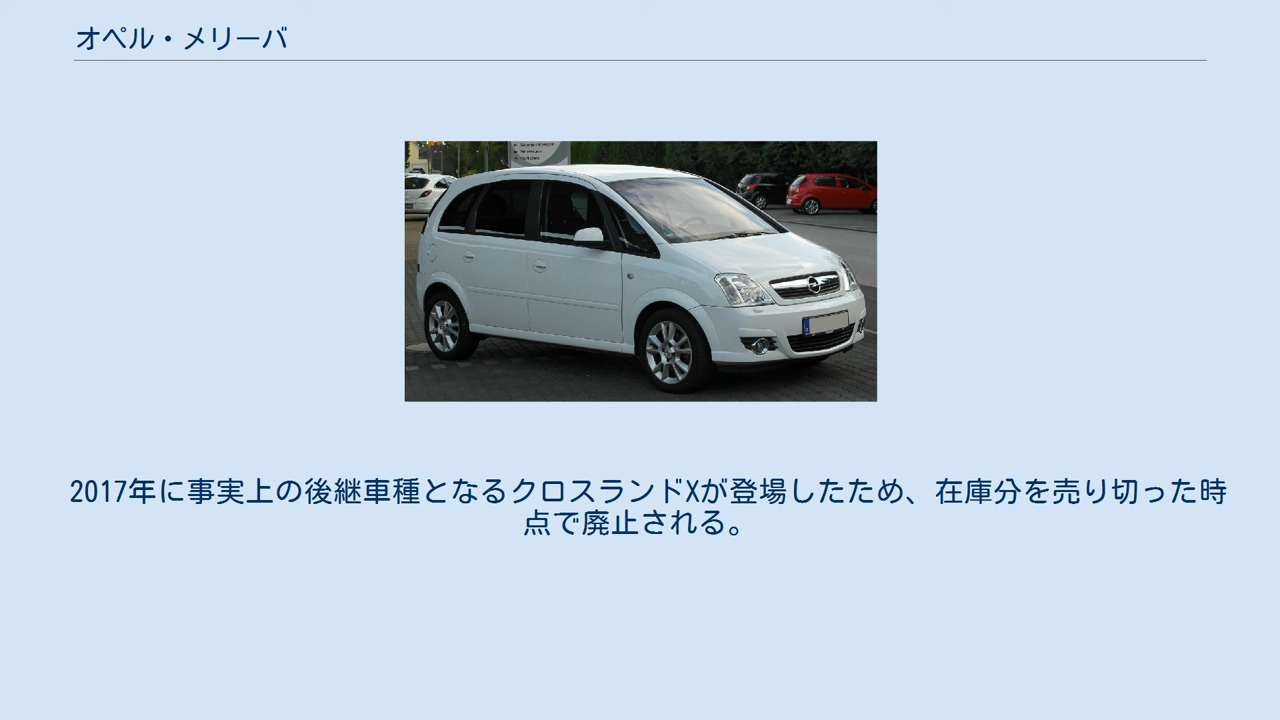 オペル・メリーバ
2017年に事実上の後継車種となるクロスランドXが登場したため、在庫分を売り切った時
点で廃止される。